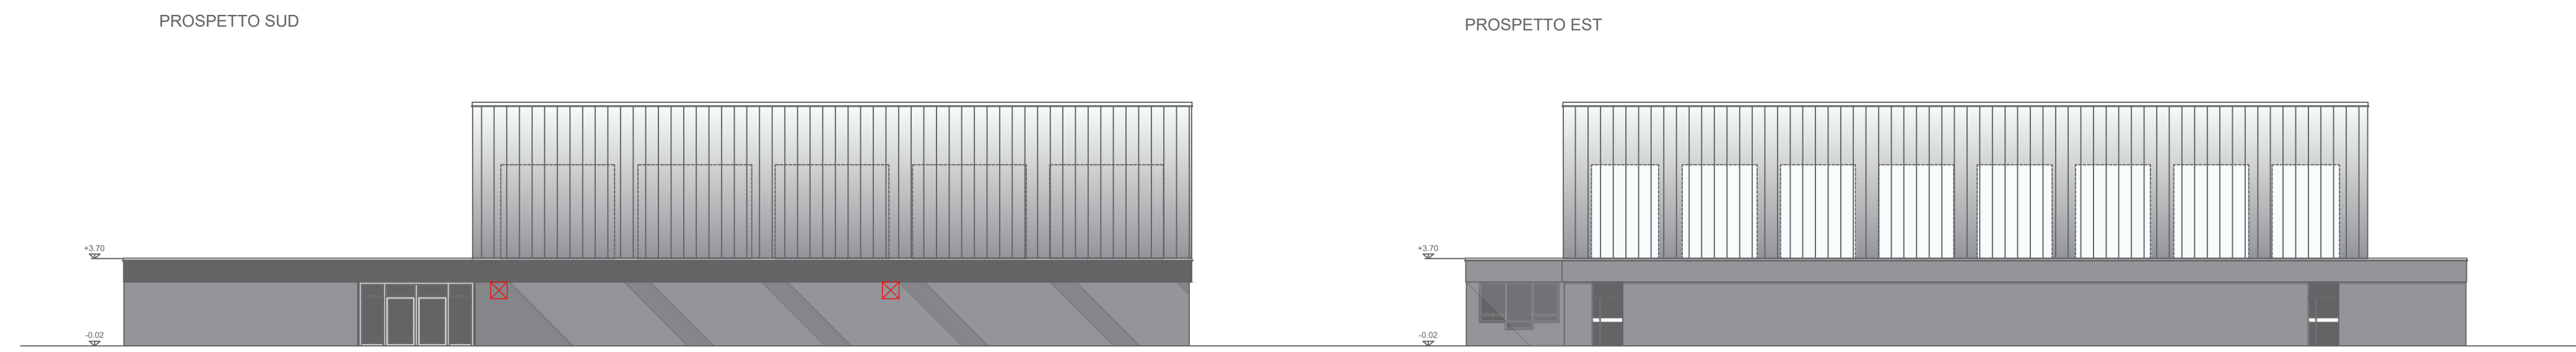 PROSPETTO SUD
PROSPETTO EST
+3.70
+3.70
-0.02
-0.02